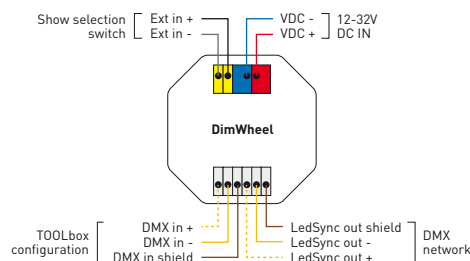 Show selection
switch
Ext in +
Ext in -
VDC -
VDC +
12-32V
DC IN
DimWheel
TOOLbox
configuration
DMX in +
DMX in -
DMX in shield
LedSync out shield
LedSync out -
LedSync out +
DMX
network